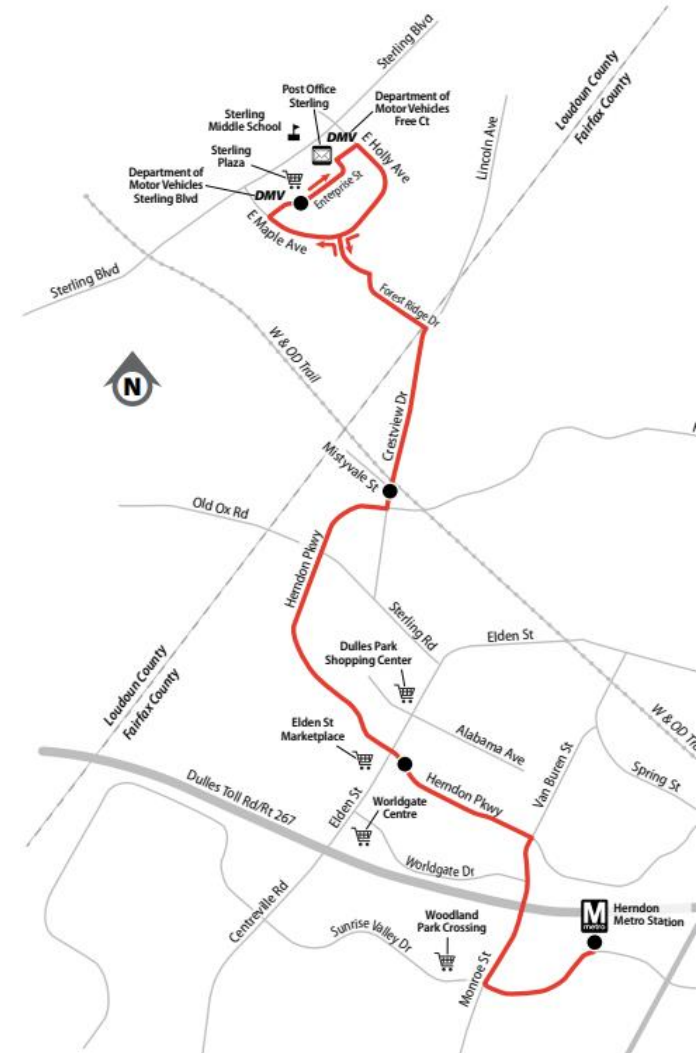 Sterling Blvd
Loudoun County
Fairfax County
Post Office
Sterling
Department of
Motor Vehicles
Free Ct
Sterling
Middle School
DMV
E Holly Ave
Lincoln Ave
Sterling
Plaza
Department of
Motor Vehicles
Sterling Blvd
DMV
Enterprise St
E Maple Ave
Sterling Blvd
Forest Ridge Dr
W & OD Trail
N
Crestview Dr
Mistyvale St
Old Ox Rd
Herndon Pkwy
Sterling Rd
Elden St
Dulles Park
Shopping Center
Loudoun County
Fairfax County
W & OD Tra
Elden St
Marketplace
Alabama Ave
Van Buren St
Spring St
Dulles Toll Rd/Rt 267
Elden St
Herndon Pkwy
Worldgate
Centre
Worldgate Dr
Centreville Rd
Woodland
Park Crossing
Sunrise Valley Dr
Monroe St
M
metro
Herndon
Metro Station